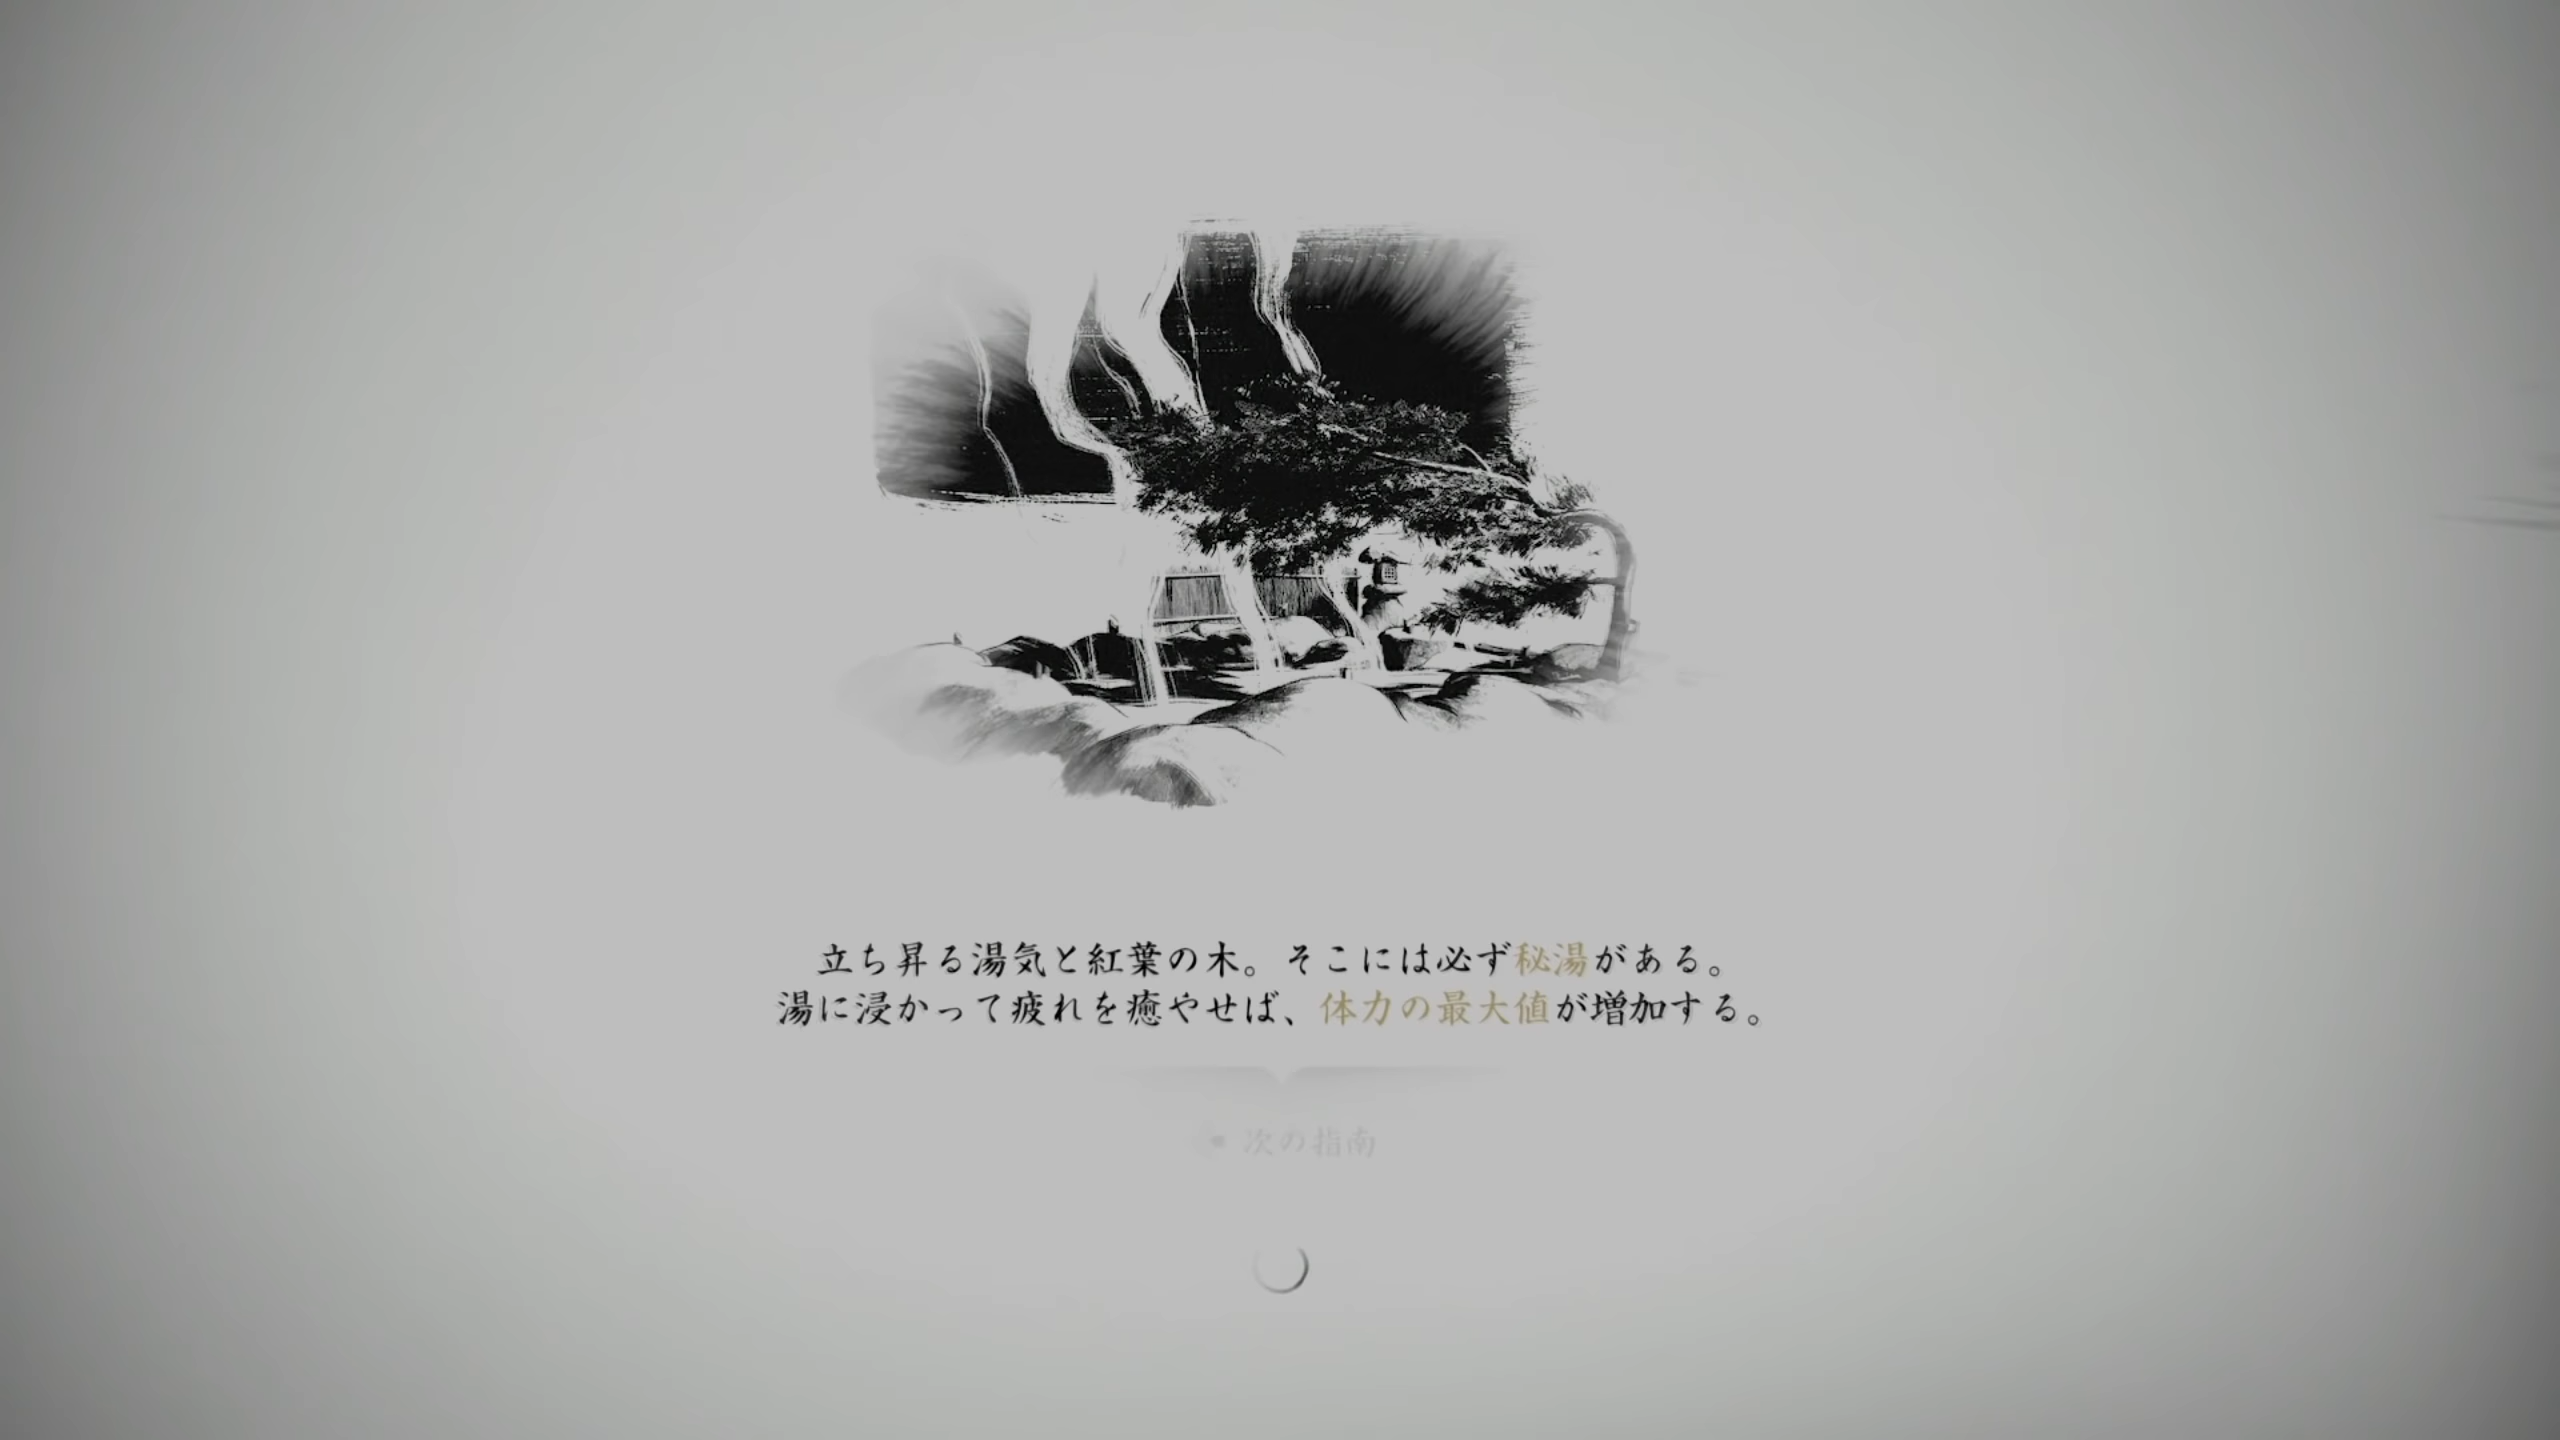 立ち昇る湯気と紅葉の木。そこには必ず秘湯がある。
湯に浸かって疲れを癒やせば、体力の最大値が増加する。
次の指南